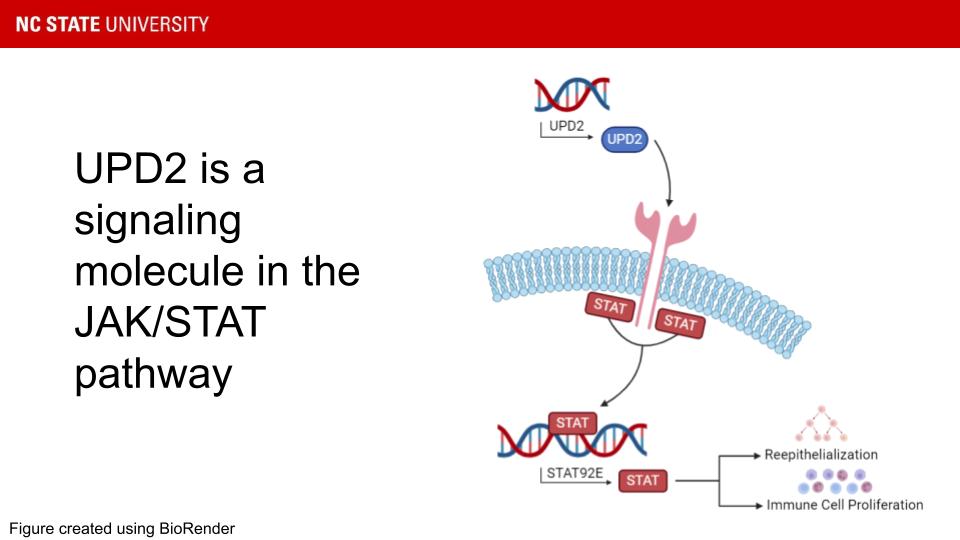 NC STATE UNIVERSITY
UPD2 is a
signaling
molecule in the
JAK/STAT
pathway
UPD2
UPD2
STAT
STAT
STAT
STAT92E
STAT
Reepithelialization
Immune Cell Proliferation
Figure created using BioRender